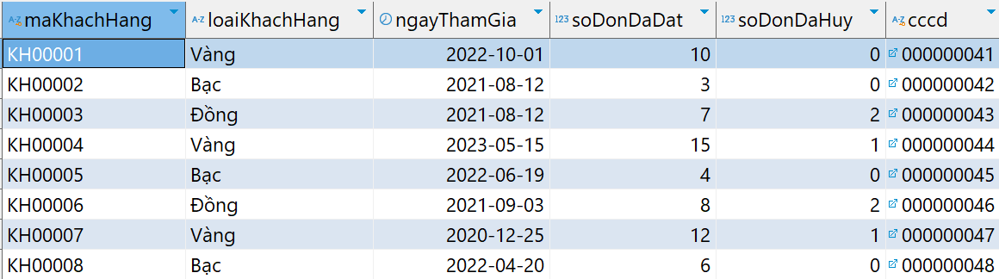 A-Z maKhachHang A-Z loaiKhachHang ngayThamGia 123 soDonDaDat 123 soDonDaHuy A-Z cccd
KH00001 Vàng 2022-10-01 10 0 000000041
KH00002 Bạc 2021-08-12 3 0 000000042
KH00003 Đồng 2021-08-12 7 2 000000043
KH00004 Vàng 2023-05-15 15 1 000000044
KH00005 Bạc 2022-06-19 4 0 000000045
KH00006 Đồng 2021-09-03 8 2 000000046
KH00007 Vàng 2020-12-25 12 1 000000047
KH00008 Bạc 2022-04-20 6 0 000000048